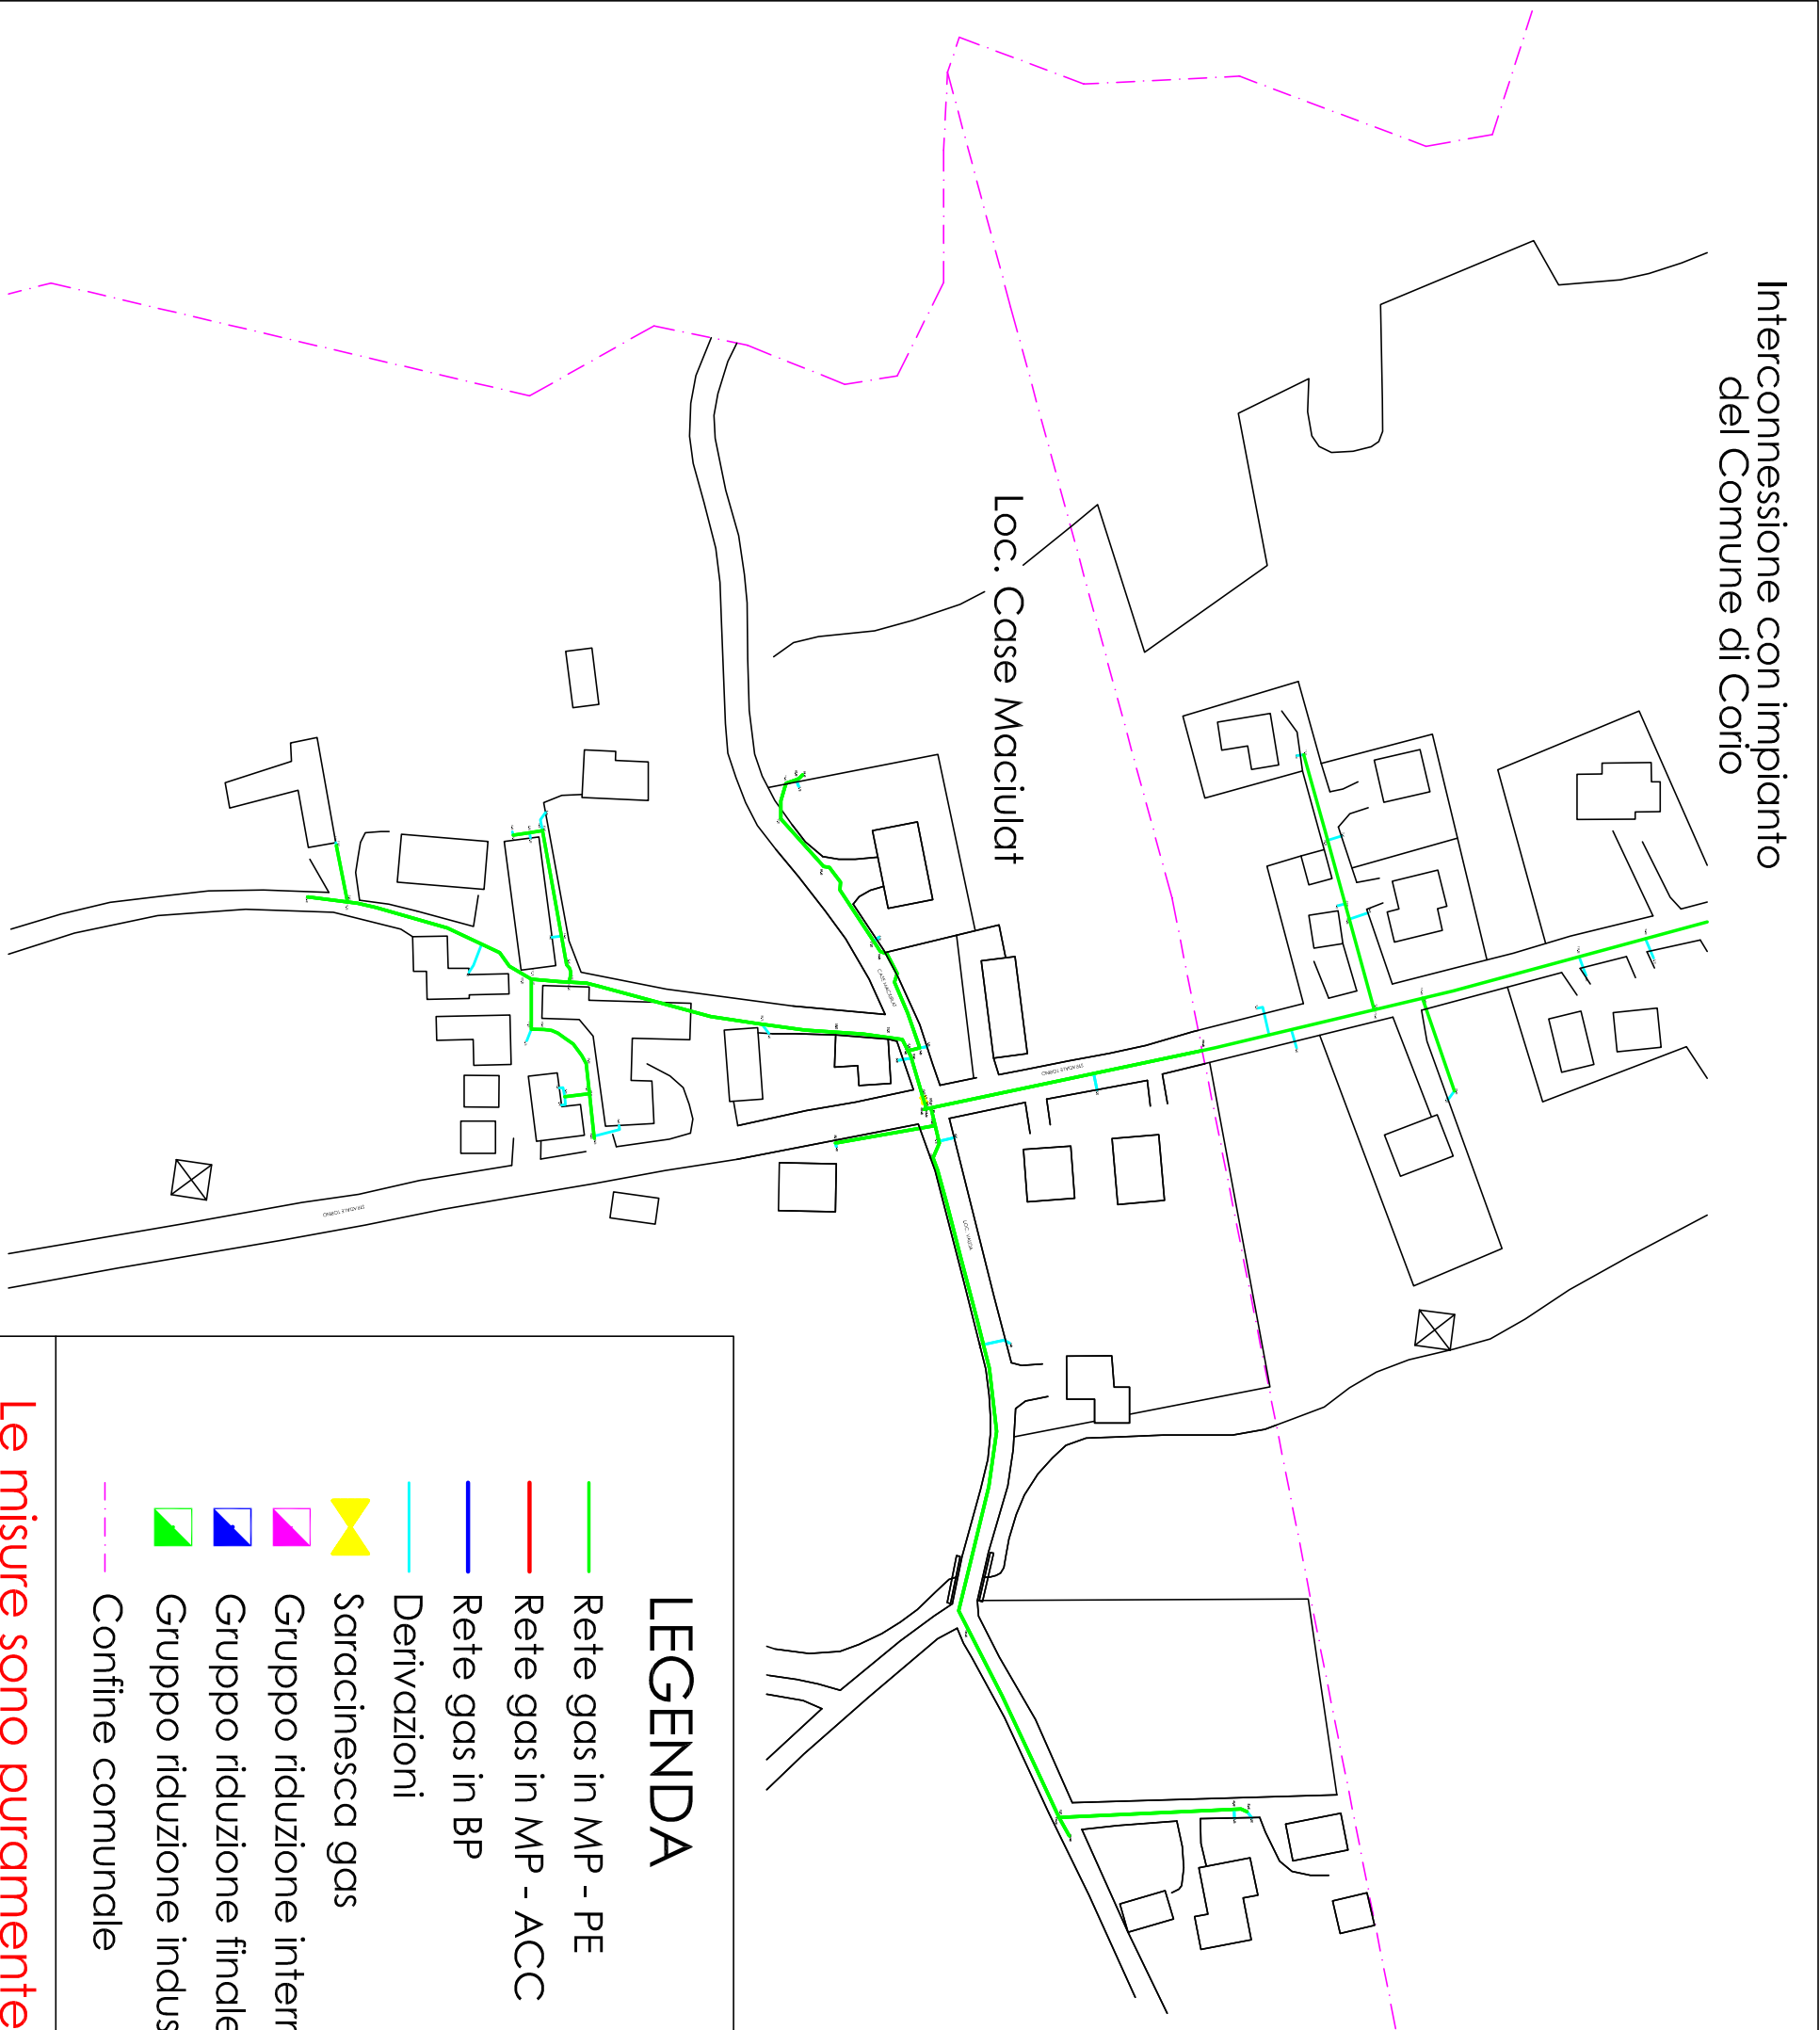 Interconnessione con impianto
del Comune di Corio
Loc. Case Maciulat
LEGENDA
Rete gas in MP - PE
Rete gas in MP - ACC
Rete gas in BP
Derivazioni
Saracinesca gas
Gruppo riduzione interr
Gruppo riduzione finale
Gruppo riduzione indus
Confine comunale
Le misure sono puramente